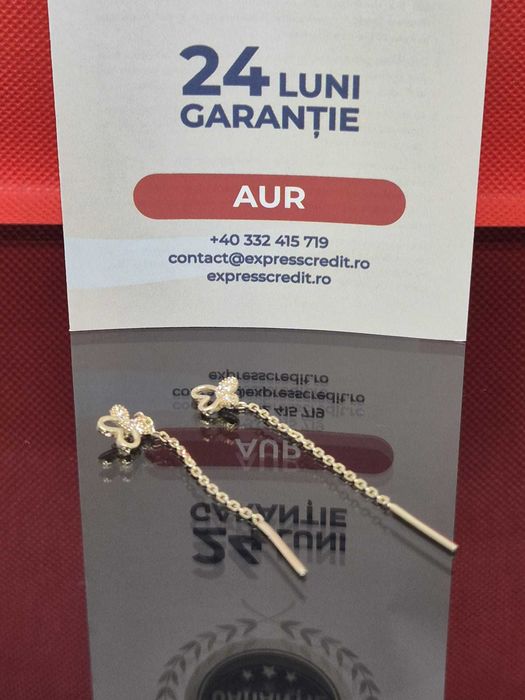 24 LUNI
GARANȚIE
AUR
+40 332 415 719
contact@expresscredit.ro
expresscredit.ro